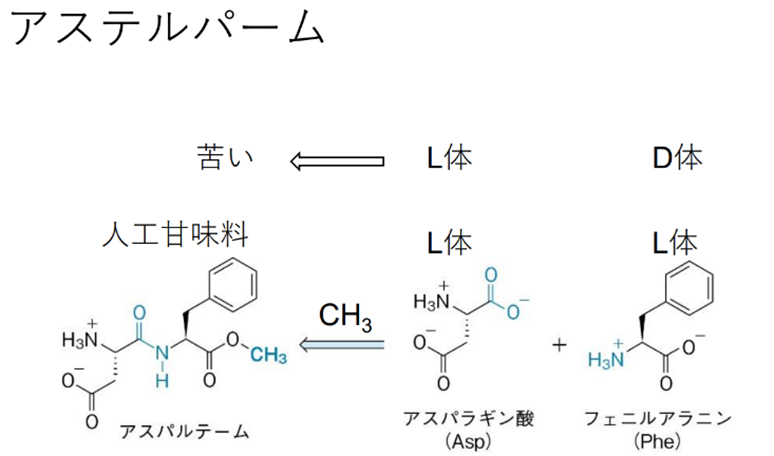 アステルパーム
苦い L体 D体
人工甘味料 L体 L体
CH₃
H₃N⁺ O N H O O CH₃ O⁻ O
H₃N⁺ O O⁻ O⁻ O
+
H₃N⁺ O⁻ O
アスパルテーム
アスパラギン酸
(Asp)
フェニルアラニン
(Phe)